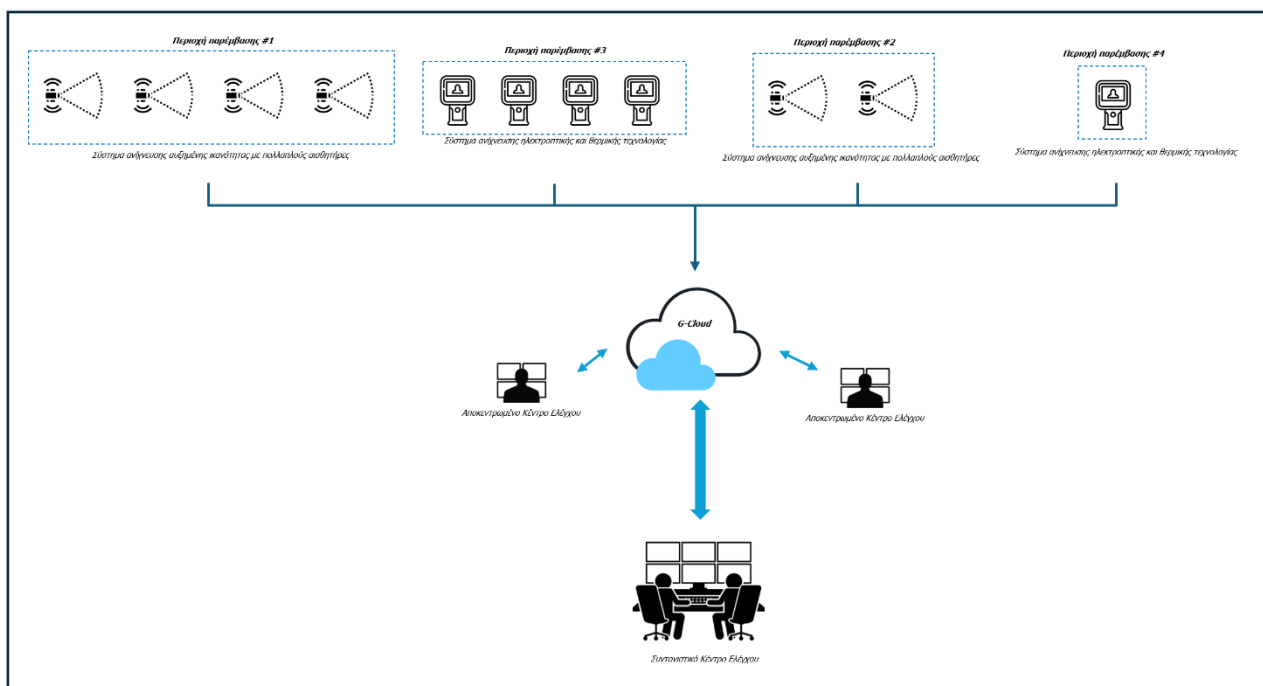 Περιοχή παρέμβασης #1
Περιοχή παρέμβασης #3
Περιοχή παρέμβασης #2
Περιοχή παρέμβασης #4
Σύστημα ανίχνευσης αυξημένης ικανότητας με πολλαπλούς αισθητήρες
Σύστημα ανίχνευσης ηλεκτροπτικής και θερμικής τεχνολογίας
Σύστημα ανίχνευσης αυξημένης ικανότητας με πολλαπλούς αισθητήρες
Σύστημα ανίχνευσης ηλεκτροπτικής και θερμικής τεχνολογίας
G-Cloud
Αποκεντρωμένο Κέντρο Ελέγχου
Αποκεντρωμένο Κέντρο Ελέγχου
Συντονιστικό Κέντρο Ελέγχου